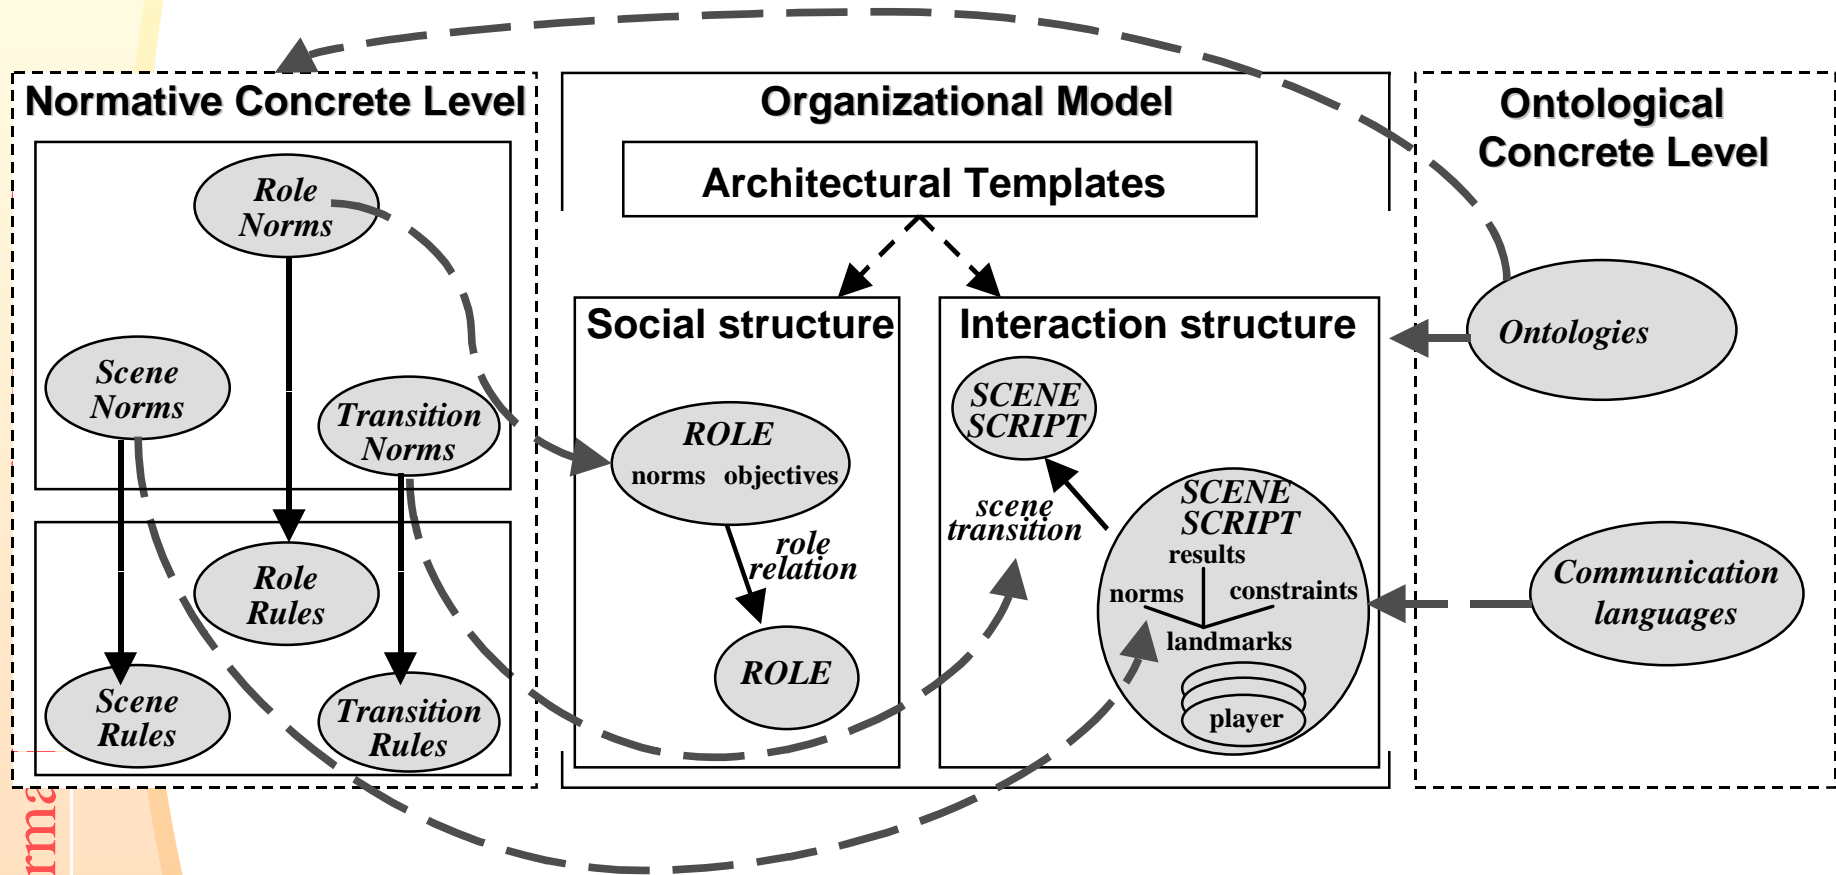 Normative Concrete Level
Role
Norms
Scene
Norms
Transition
Norms
Role
Rules
Scene
Rules
Transition
Rules
Organizational Model
Architectural Templates
Social structure
ROLE
norms objectives
role
relation
ROLE
Interaction structure
SCENE
SCRIPT
scene
transition
SCENE
SCRIPT
results
norms constraints
landmarks
player
Ontological
Concrete Level
Ontologies
Communication
languages
rma